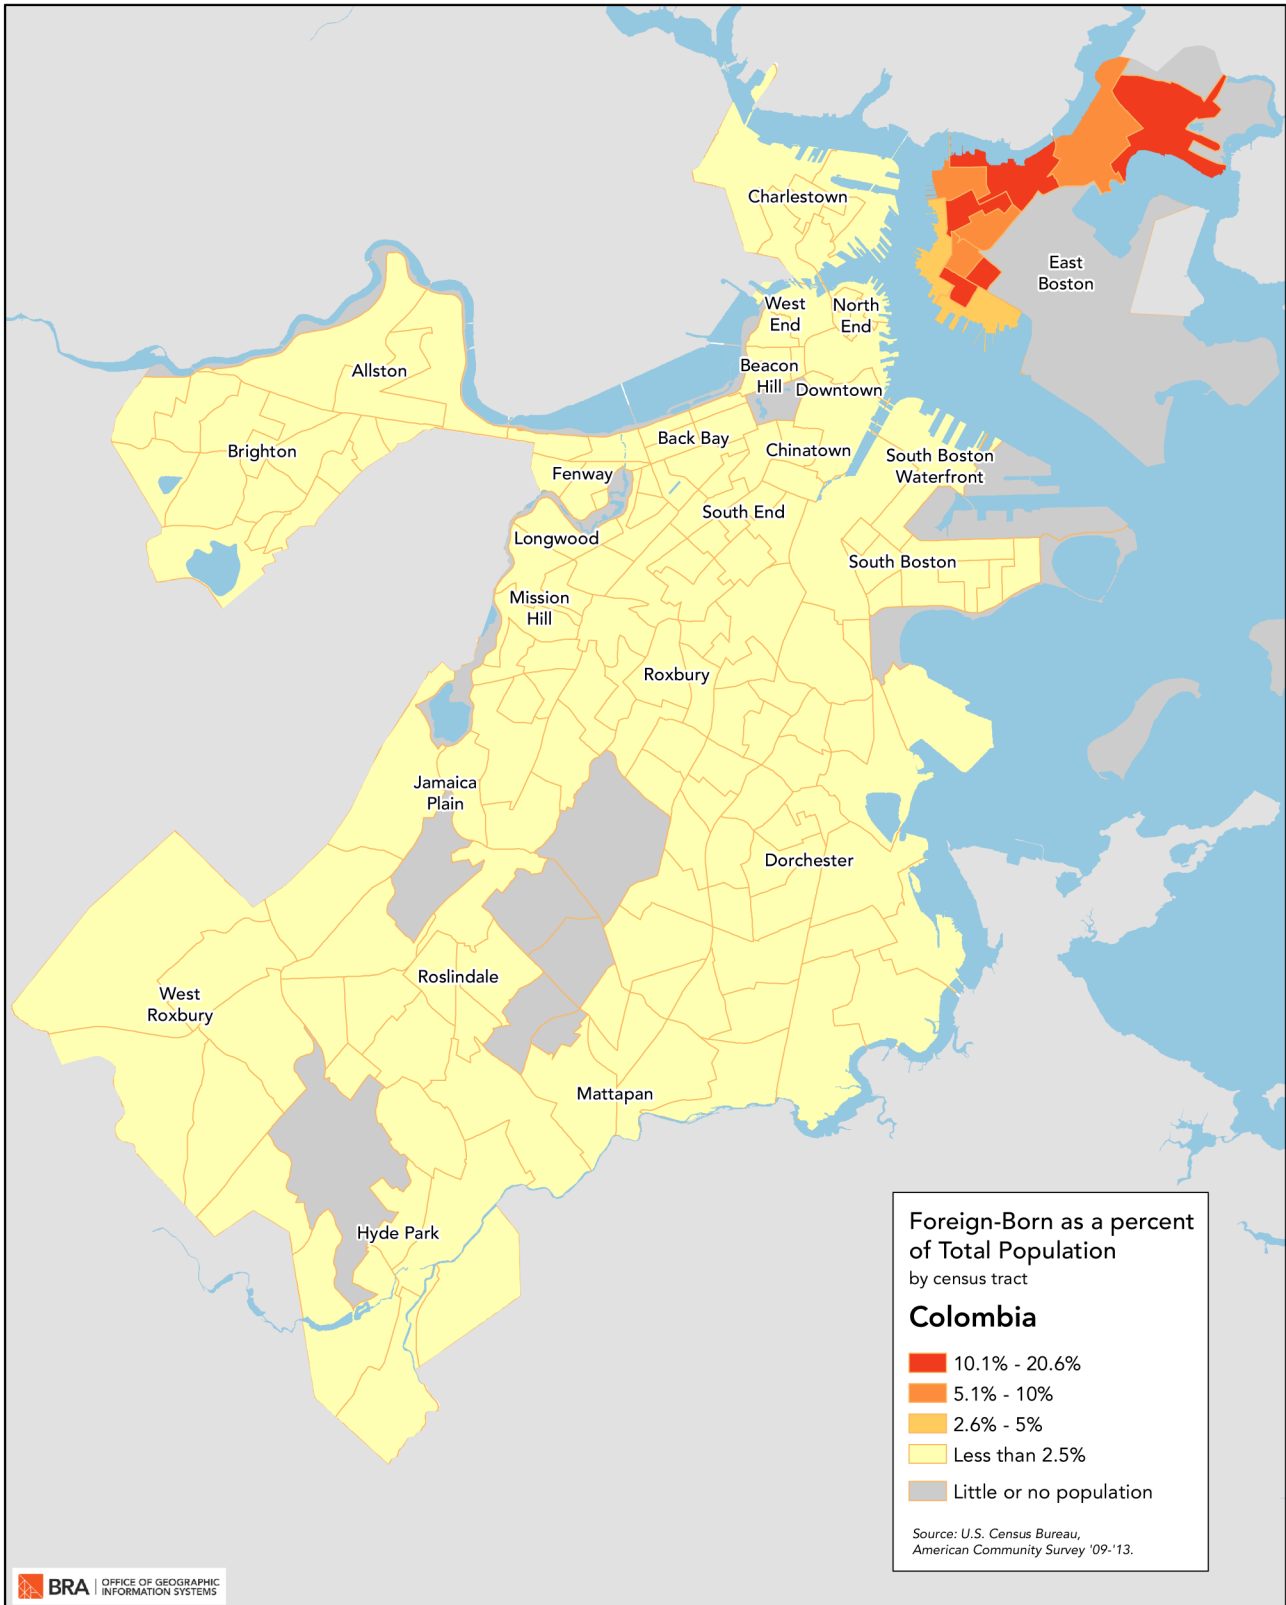 Charlestown
East
Boston
West
End
North
End
Allston
Beacon
Hill
Downtown
Back Bay
Brighton
Chinatown
South Boston
Waterfront
Fenway
South End
Longwood
South Boston
Mission
Hill
Roxbury
Jamaica
Plain
Dorchester
Roslindale
West
Roxbury
Mattapan
Hyde Park
Foreign-Born as a percent
of Total Population
by census tract
Colombia
10.1% - 20.6%
5.1% - 10%
2.6% - 5%
Less than 2.5%
Little or no population
Source: U.S. Census Bureau,
American Community Survey '09-'13.
BRA
OFFICE OF GEOGRAPHIC
INFORMATION SYSTEMS